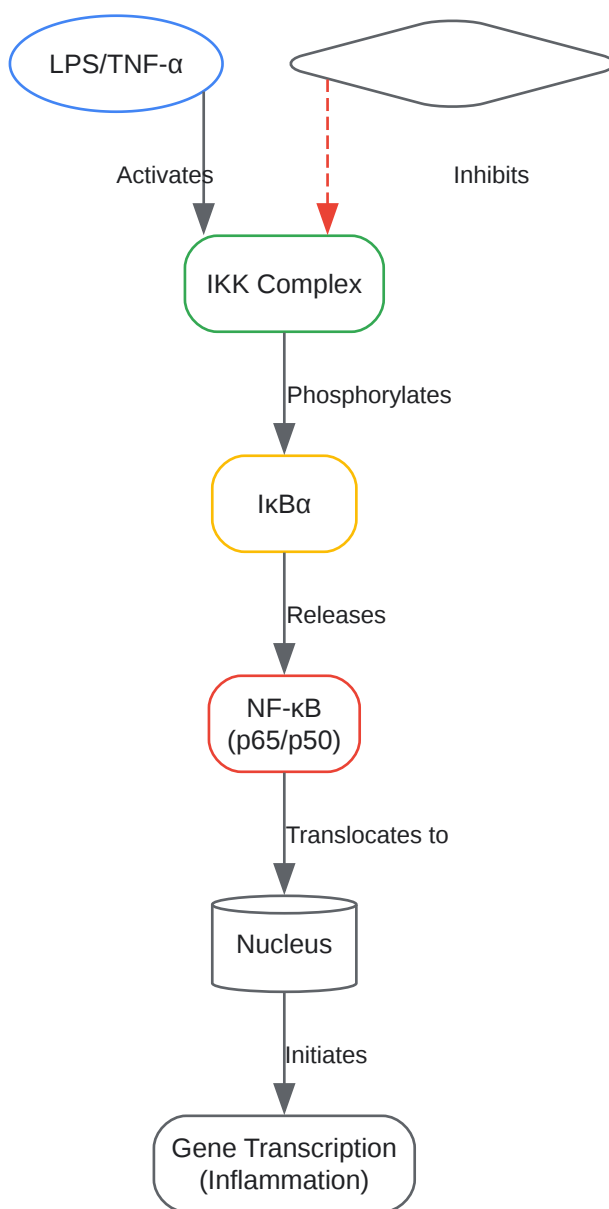 LPS/TNF-α
Activates
Inhibits
IKK Complex
Phosphorylates
IκBα
Releases
NF-κB
(p65/p50)
Translocates to
Nucleus
Initiates
Gene Transcription
(Inflammation)